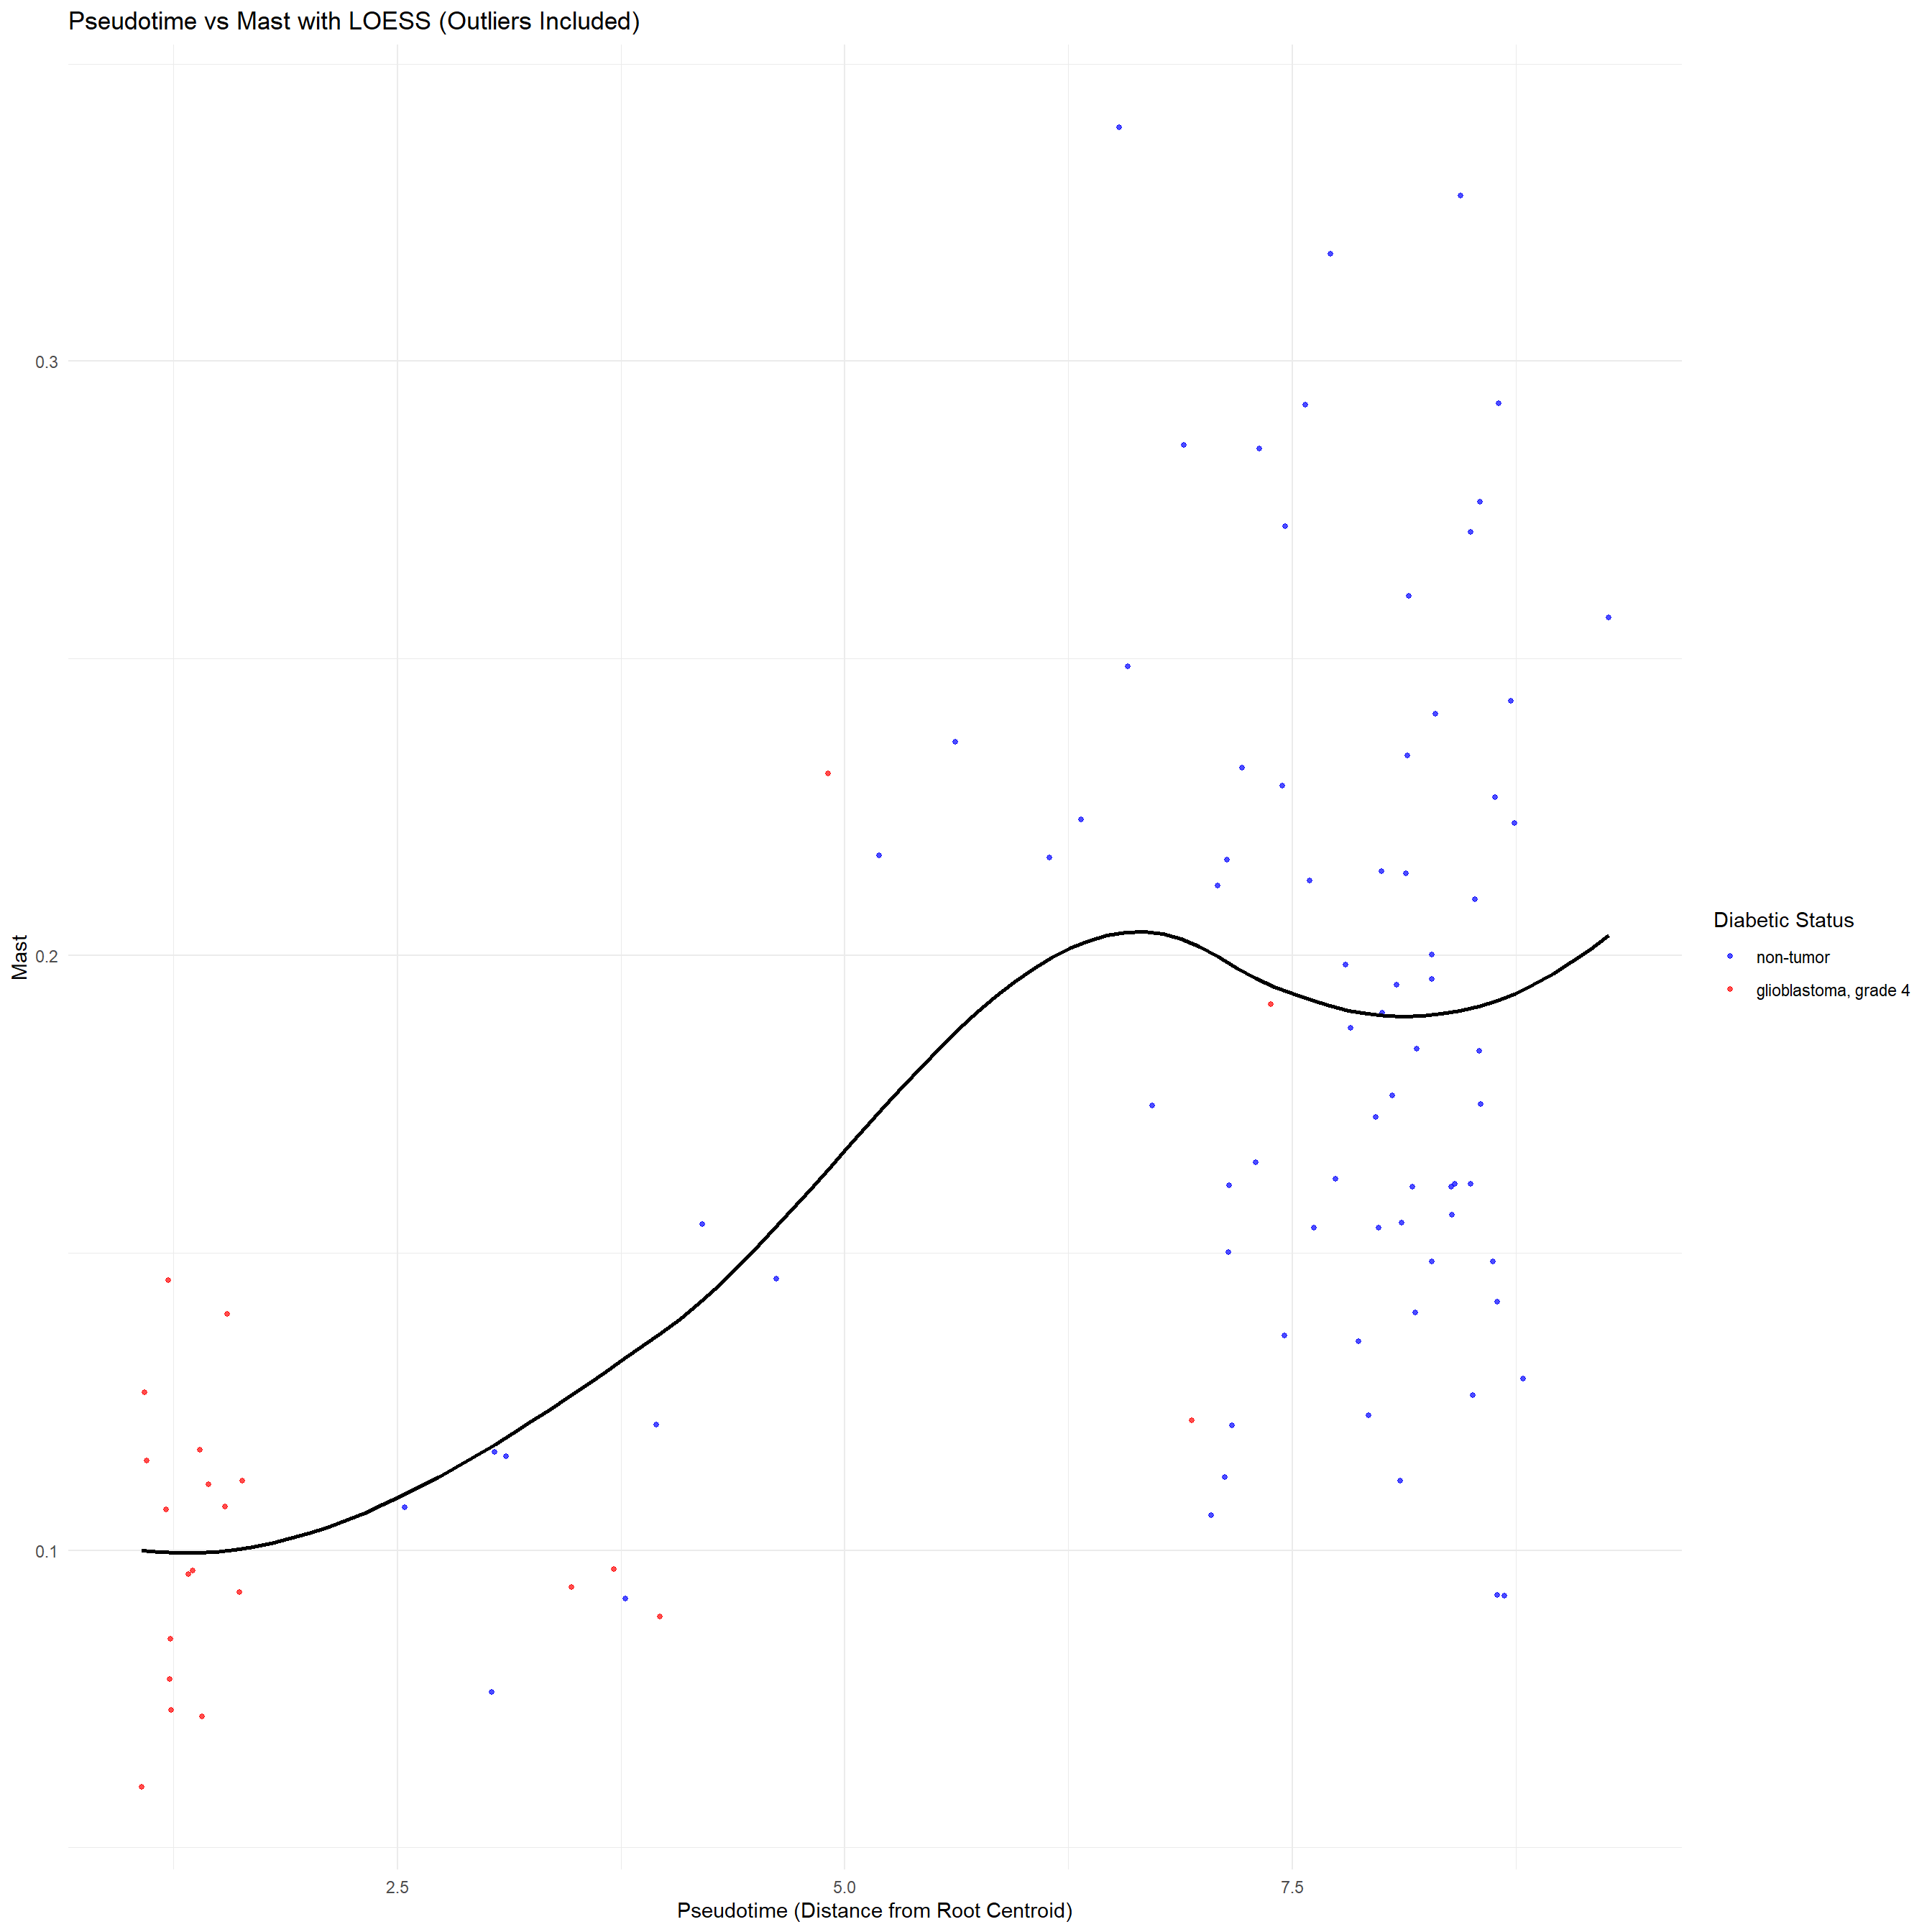 Pseudotime vs Mast with LOESS (Outliers Included)
0.3
0.2
0.1
Mast
2.5
5.0
7.5
Pseudotime (Distance from Root Centroid)
Diabetic Status
non-tumor
glioblastoma, grade 4